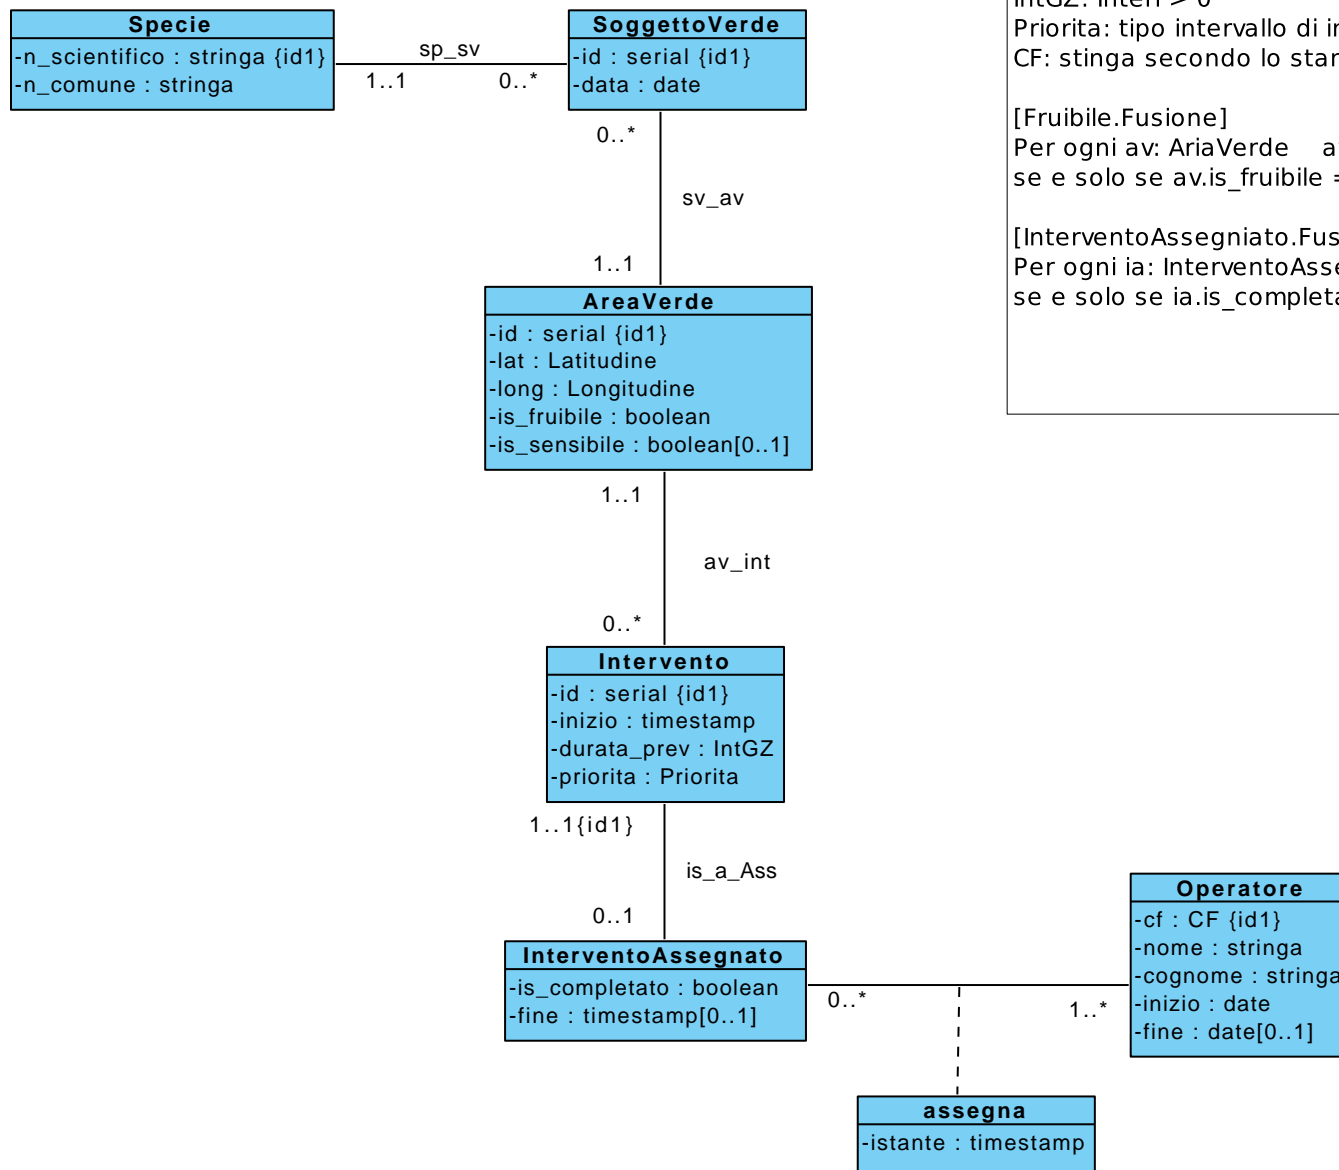 Specie
-n_scientifico : stringa {id1}
-n_comune : stringa
sp_sv
1..1
0..*
SoggettoVerde
-id : serial {id1}
-data : date
0..*
sv_av
1..1
AreaVerde
-id : serial {id1}
-lat : Latitudine
-long : Longitudine
-is_fruibile : boolean
-is_sensibile : boolean[0..1]
1..1
av_int
0..*
Intervento
-id : serial {id1}
-inizio : timestamp
-durata_prev : IntGZ
-priorita : Priorita
1..1{id1}
is_a_Ass
0..1
InterventoAssegnato
-is_completato : boolean
-fine : timestamp[0..1]
0..*
1..*
Operatore
-cf : CF {id1}
-nome : stringa
-cognome : stringa
-inizio : date
-fine : date[0..1]
assegna
-istante : timestamp
IntGZ: Interi > 0
Priorita: tipo intervallo di
CF: stinga secondo lo
[Fruibile.Fusione]
Per ogni av: AriaVerde
se e solo se av.is_fruibile =
[InterventoAssegniato.Fus
Per ogni ia: InterventoAsse
se e solo se ia.is_completa